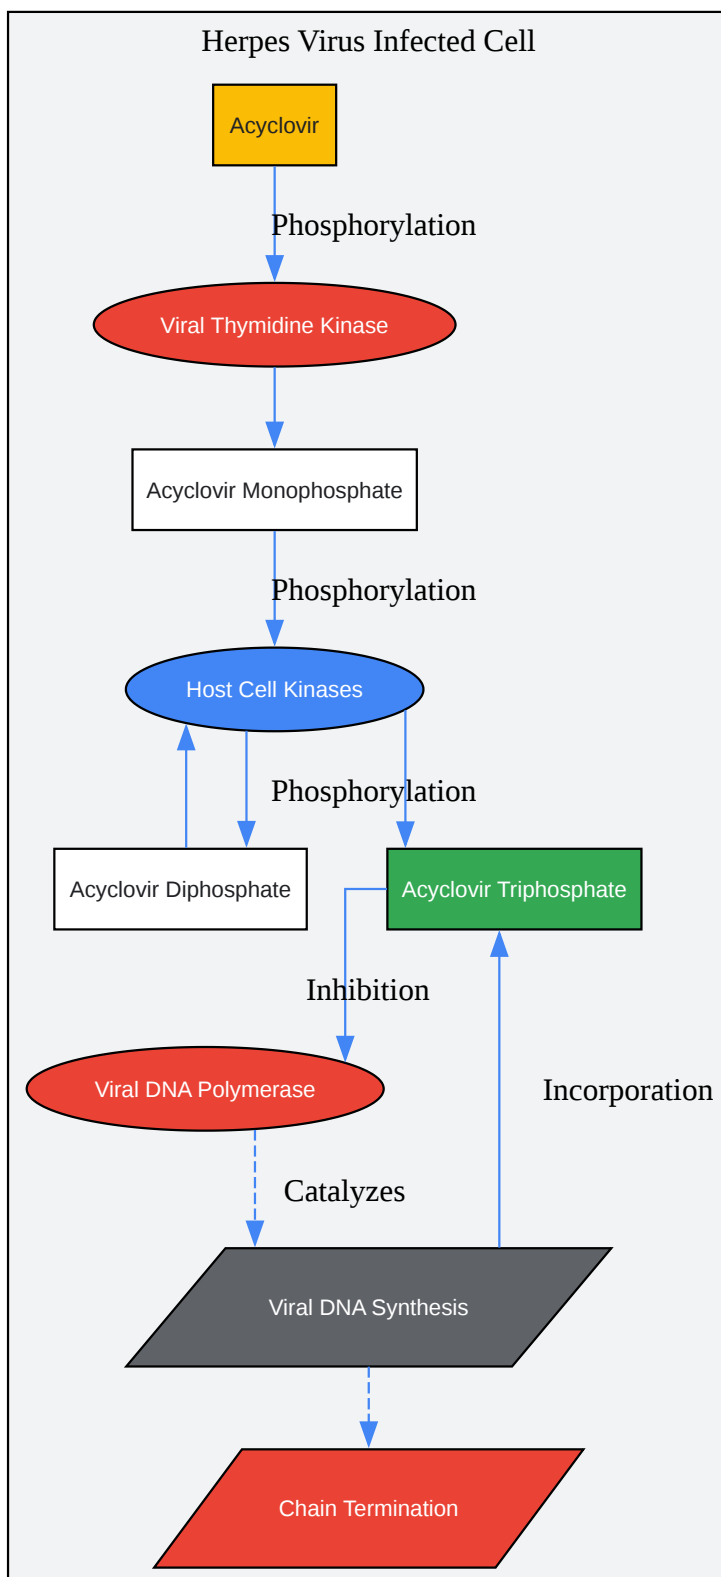 Herpes Virus Infected Cell
Acyclovir
Phosphorylation
Viral Thymidine Kinase
Acyclovir Monophosphate
Phosphorylation
Host Cell Kinases
Phosphorylation
Acyclovir Diphosphate
Acyclovir Triphosphate
Inhibition
Viral DNA Polymerase
Incorporation
Catalyzes
Viral DNA Synthesis
Chain Termination